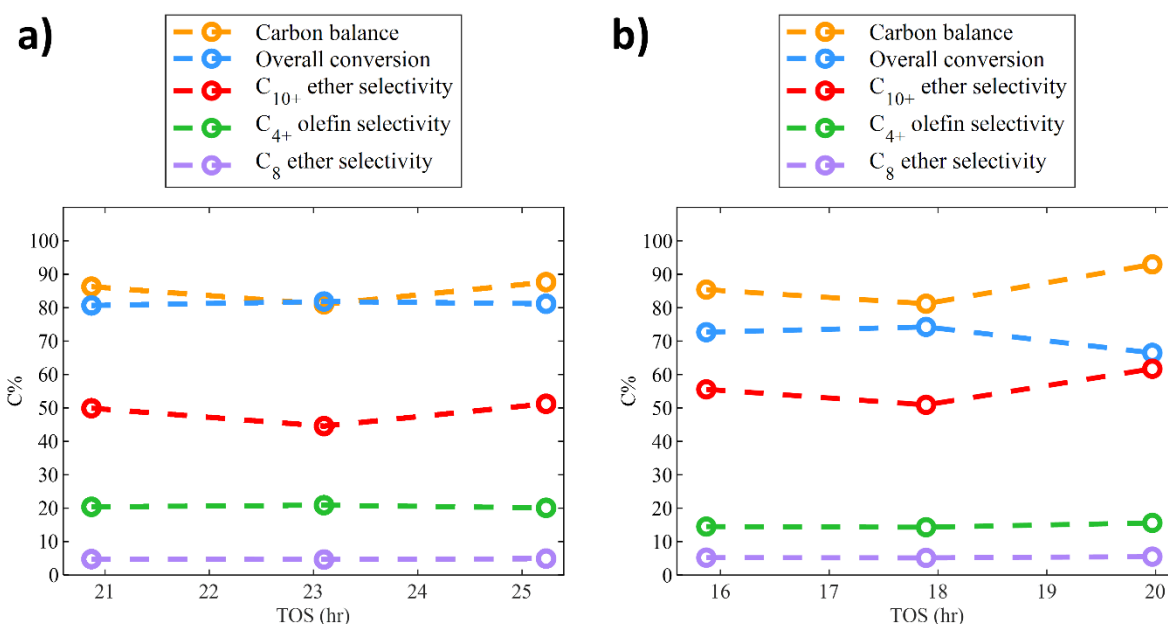 a)
Carbon balance
Overall conversion
C10+ ether selectivity
C4+ olefin selectivity
C8 ether selectivity
100
90
80
70
60
50
40
30
20
10
0
C%
21 22 23 24 25
TOS (hr)
b)
Carbon balance
Overall conversion
C10+ ether selectivity
C4+ olefin selectivity
C8 ether selectivity
100
90
80
70
60
50
40
30
20
10
0
C%
16 17 18 19 20
TOS (hr)